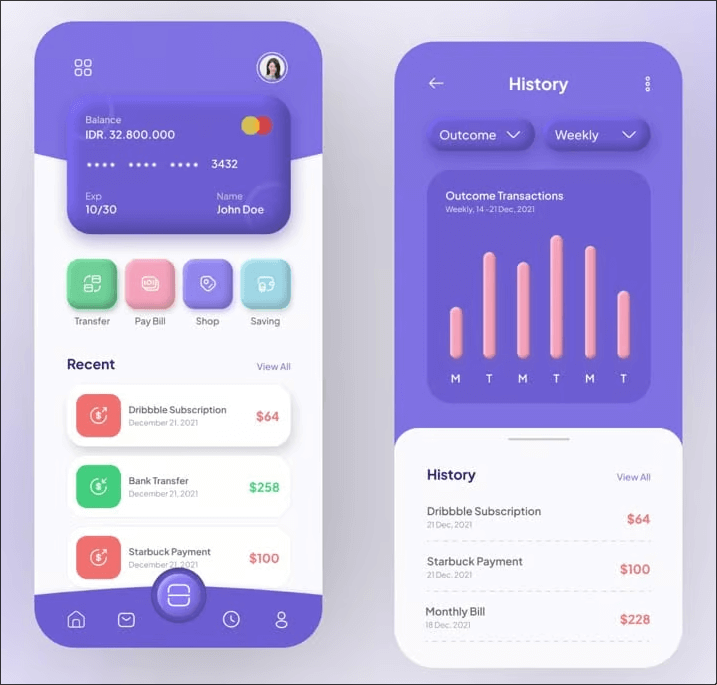 Balance
IDR. 32.800.000
**** **** **** 3432
Exp
Name
10/30
John Doe
Transfer
Pay Bill
Shop
Saving
Recent
View All
Dribbble Subscription
December 21, 2021
$64
Bank Transfer
December 21, 2021
$258
Starbuck Payment
December 21, 2021
$100
History
Outcome
Weekly
Outcome Transactions
Weekly, 14 - 21 Dec, 2021
M T M T M T
History
View All
Dribbble Subscription
21 Dec, 2021
$64
Starbuck Payment
21 Dec. 2021
$100
Monthly Bill
18 Dec. 2021
$228